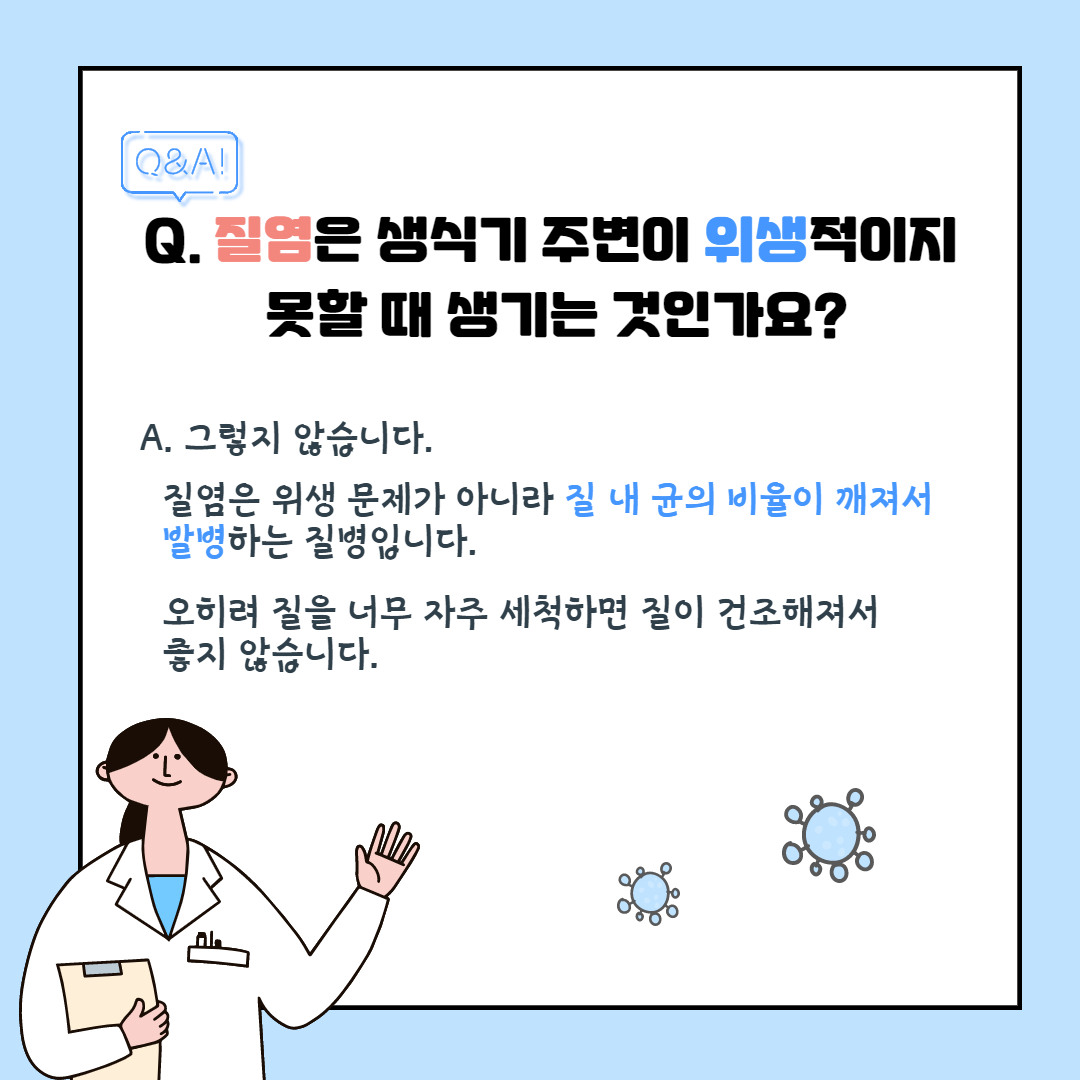 Q&A!
Q. 질염은 생식기 주변이 위생적이지
못할 때 생기는 것인가요?
A. 그렇지 않습니다.
질염은 위생 문제가 아니라 질 내 균의 비율이 깨져서
발병하는 질병입니다.
오히려 질을 너무 자주 세척하면 질이 건조해져서
좋지 않습니다.